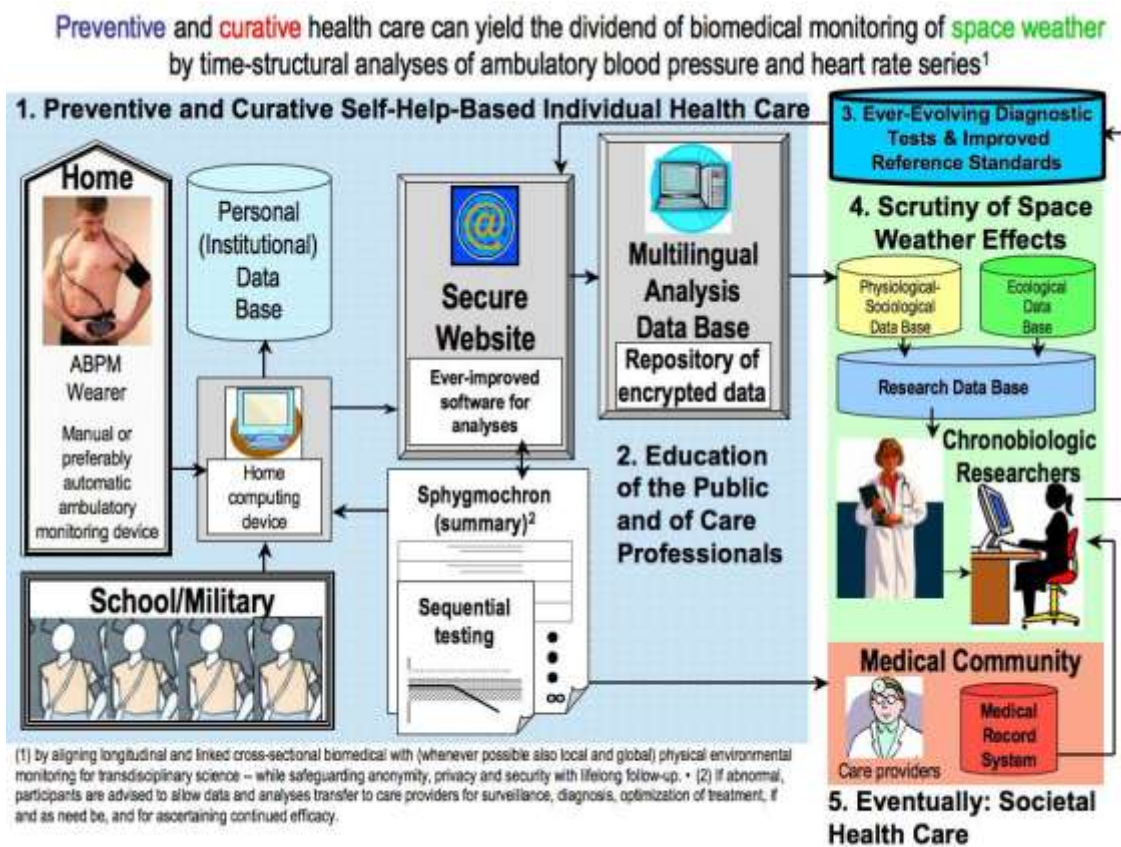 Preventive and curative health care can yield the dividend of biomedical monitoring of space weather
by time-structural analyses of ambulatory blood pressure and heart rate series1
1. Preventive and Curative Self-Help-Based Individual Health Care
Home
ABPM
Wearer
Manual or
preferably
automatic
ambulatory
monitoring device
Personal
(Institutional)
Data
Base
Home
computing
device
School/Military
@
Secure
Website
Ever-improved
software for
analyses
Sphygmochron
(summary)2
Sequential
testing
∞
Multilingual
Analysis
Data Base
Repository of
encrypted data
2. Education
of the Public
and of Care
Professionals
3. Ever-Evolving Diagnostic
Tests & Improved
Reference Standards
4. Scrutiny of Space
Weather Effects
Physiological-
Sociological
Data Base
Ecological
Data
Base
Research Data Base
Chronobiologic
Researchers
Medical Community
Care providers
Medical
Record
System
5. Eventually: Societal
Health Care
(1) by aligning longitudinal and linked cross-sectional biomedical with (whenever possible also local and global) physical environmental
monitoring for transdisciplinary science -- while safeguarding anonymity, privacy and security with lifelong follow-up. • (2) If abnormal,
participants are advised to allow data and analyses transfer to care providers for surveillance, diagnosis, optimization of treatment, if
and as need be, and for ascertaining continued efficacy.